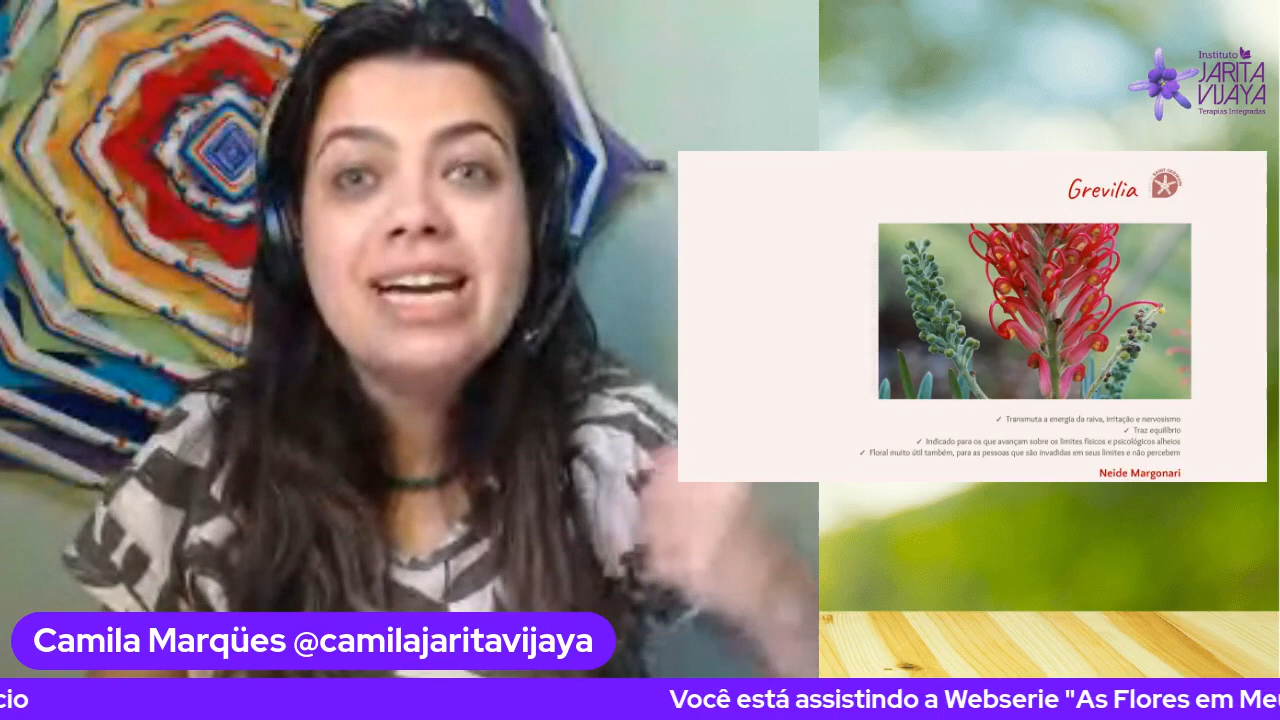 Instituto
JARITA
VIJAYA
Terapias Integradas
Grevilia
✓ Transmuta a energia da raiva, irritação e nervosismo
✓ Traz equilíbrio
✓ Indicado para os que avançam sobre os limites físicos e psicológicos alheios
✓ Floral muito útil também, para as pessoas que são invadidas em seus limites e não percebem
Neide Margonari
Camila Marqües @camilajaritavijaya
cio
Você está assistindo a Webserie "As Flores em Me